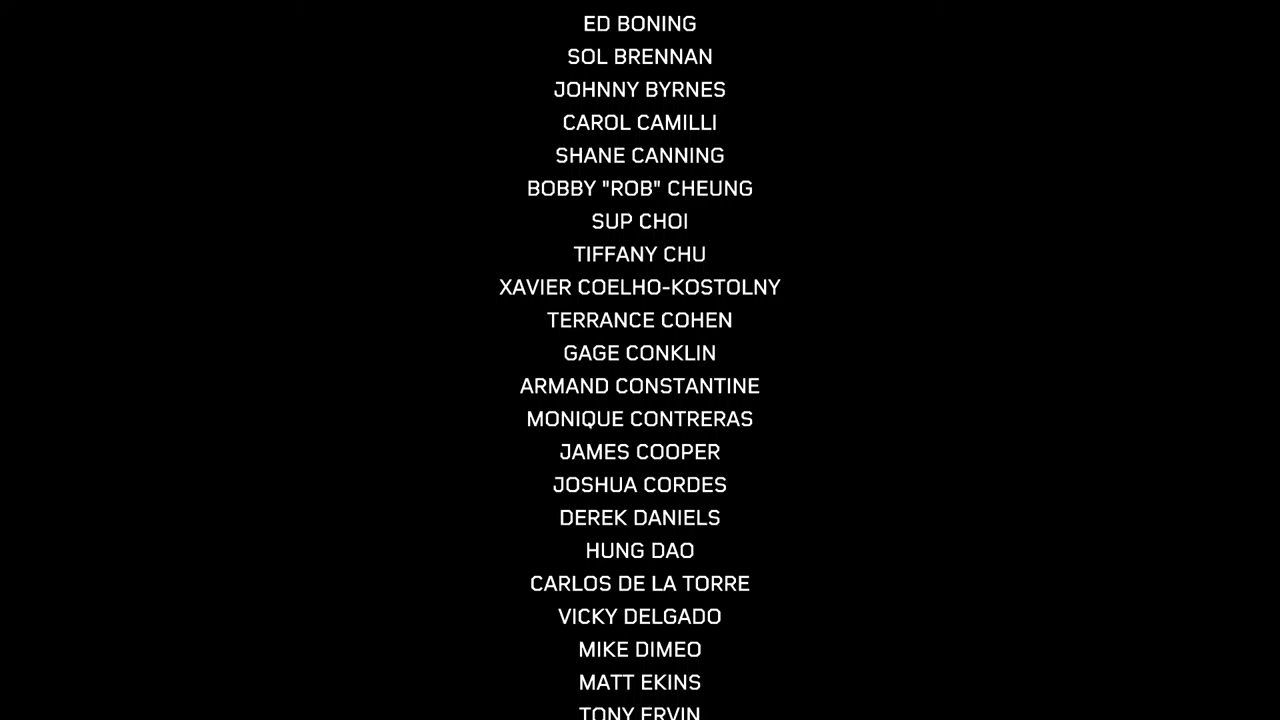 ED BONING
SOL BRENNAN
JOHNNY BYRNES
CAROL CAMILLI
SHANE CANNING
BOBBY "ROB" CHEUNG
SUP CHOI
TIFFANY CHU
XAVIER COELHO-KOSTOLNY
TERRANCE COHEN
GAGE CONKLIN
ARMAND CONSTANTINE
MONIQUE CONTRERAS
JAMES COOPER
JOSHUA CORDES
DEREK DANIELS
HUNG DAO
CARLOS DE LA TORRE
VICKY DELGADO
MIKE DIMEO
MATT EKINS
TONY ERVIN